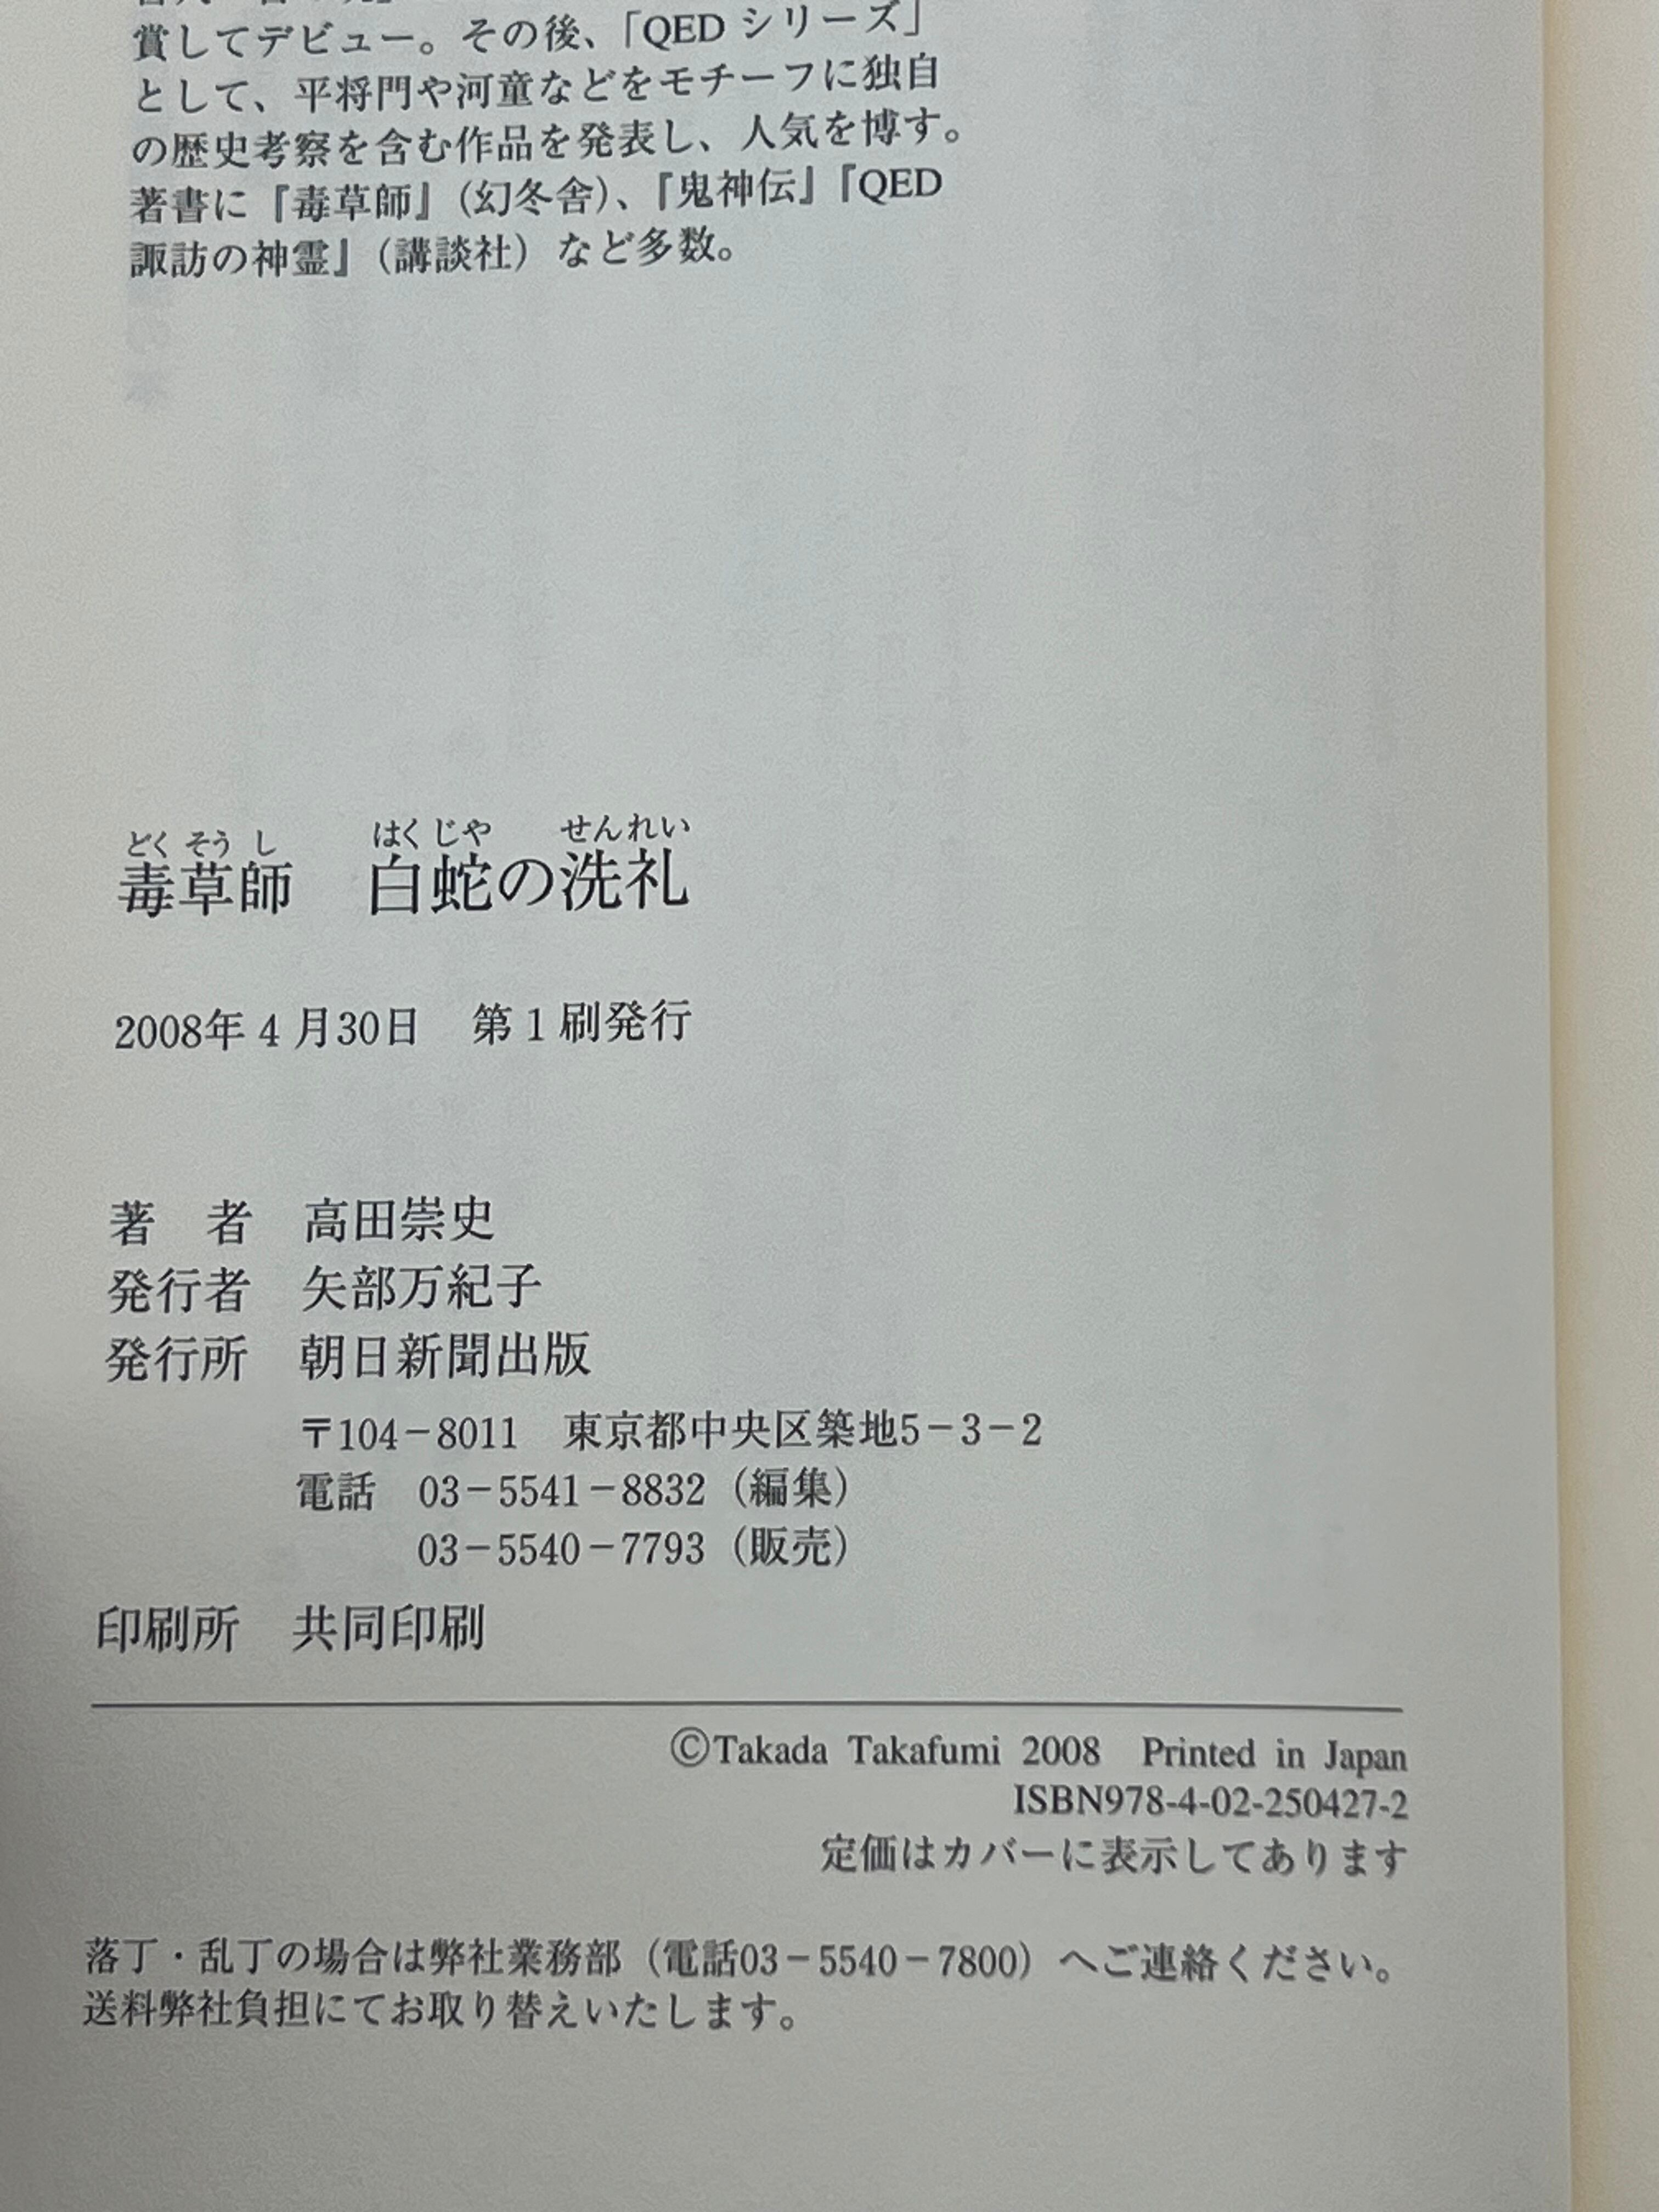 賞してデビュー。その後、「QED シリーズ」
として、平将門や河童などをモチーフに独自
の歴史考察を含む作品を発表し、人気を博す。
著書に『毒草師』（幻冬舎）、『鬼神伝』『QED
諏訪の神霊』（講談社）など多数。
どく そう し　はく じゃ　せん れい
毒草師　白蛇の洗礼
2008年4月30日　第1刷発行
著　者　高田崇史
発行者　矢部万紀子
発行所　朝日新聞出版
〒104－8011　東京都中央区築地5－3－2
電話　03－5541－8832（編集）
03－5540－7793（販売）
印刷所　共同印刷
©Takada Takafumi 2008　Printed in Japan
ISBN978-4-02-250427-2
定価はカバーに表示してあります
落丁・乱丁の場合は弊社業務部（電話03－5540－7800）へご連絡ください。
送料弊社負担にてお取り替えいたします。